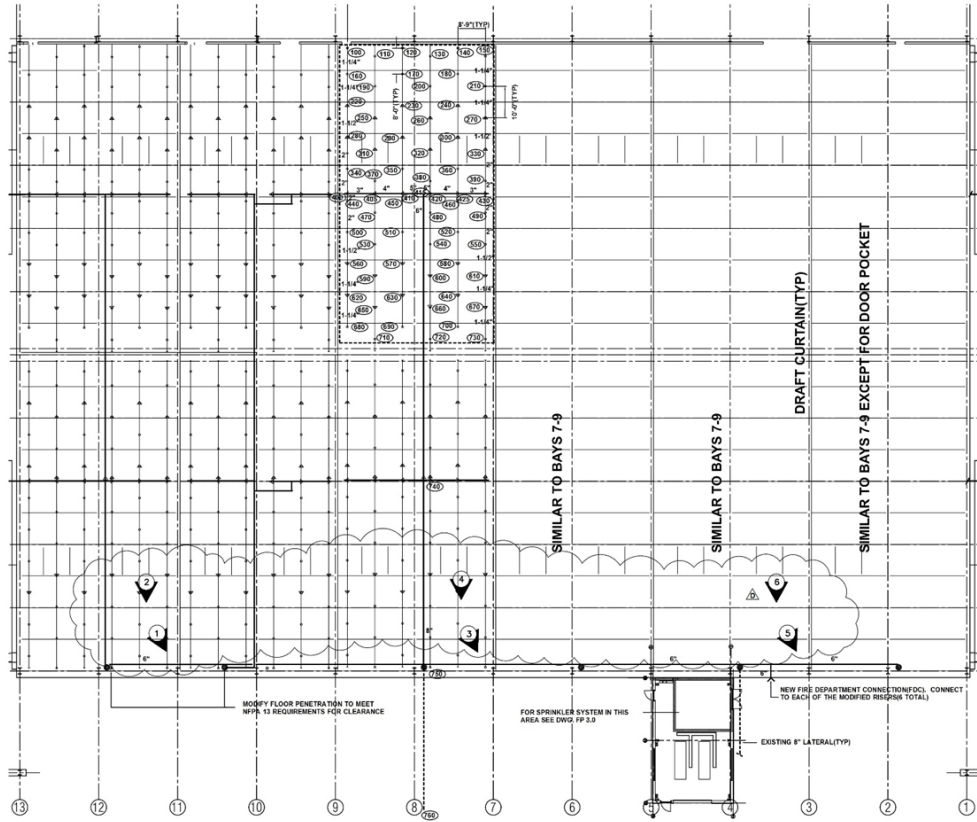 8'-9"(TYP)
100 110 120 130 140 150
1-1/4" 1-1/4"
160 170 180
1-1/4" 190 200 210
8'-0"(TYP) 10'-0"(TYP)
220 230 240 1-1/4"
250 260 270
1-1/2" 1-1/2"
280 290 300
310 320 330
2" 2"
340 370 350 380 360 390
2" 2"
3" 4" 6" 4" 3"
405 410 420 425 430
440 450 460
6"
2" 470 480 490
500 510 520 2"
530 540 550
1-1/2" 1-1/2"
560 570 580
590 600 610
1-1/4" 1-1/4"
620 630 640
650 660 670
1-1/4" 1-1/4"
680 690 700
710 720 730
DRAFT CURTAIN(TYP)
SIMILAR TO BAYS 7-9
SIMILAR TO BAYS 7-9
SIMILAR TO BAYS 7-9 EXCEPT FOR DOOR POCKET
740
2 4 6
D
1 3 5
8"
6" 6" 6"
750 6"
MODIFY FLOOR PENETRATION TO MEET
NFPA 13 REQUIREMENTS FOR CLEARANCE
FOR SPRINKLER SYSTEM IN THIS
AREA SEE DWG. FP 3.0
NEW FIRE DEPARTMENT CONNECTION(FDC). CONNECT
TO EACH OF THE MODIFIED RISERS(6 TOTAL)
EXISTING 8" LATERAL(TYP)
13 12 11 10 9 8 7 6 5 4 3 2 1
760